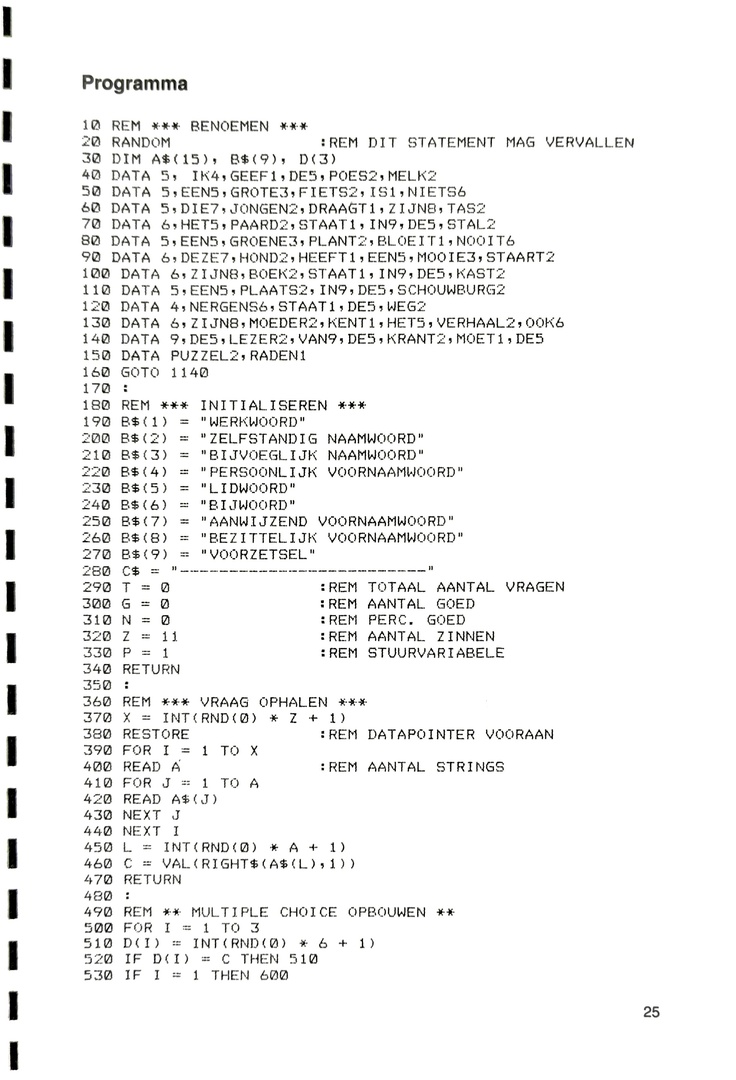 Programma
10 REM *** BENOEMEN ***
20 RANDOM :REM DIT STATEMENT MAG VERVALLEN
30 DIM A$(15), B$(9), D(3)
40 DATA 5, IK4,GEEF1,DE5,POES2,MELK2
50 DATA 5,EEN5,GROTE3,FIETS2,IS1,NIETS6
60 DATA 5,DIE7,JONGEN2,DRAAGT1,ZIJN8,TAS2
70 DATA 6,HET5,PAARD2,STAAT1,IN9,DE5,STAL2
80 DATA 5,EEN5,GROENE3,PLANT2,BLOEIT1,NOOIT6
90 DATA 6,DEZE7,HOND2,HEEFT1,EEN5,MOOIE3,STAART2
100 DATA 6,ZIJN8,BOEK2,STAAT1,IN9,DE5,KAST2
110 DATA 5,EEN5,PLAATS2,IN9,DE5,SCHOUWBURG2
120 DATA 4,NERGENS6,STAAT1,DE5,WEG2
130 DATA 6,ZIJN8,MOEDER2,KENT1,HET5,VERHAAL2,OOK6
140 DATA 9,DE5,LEZER2,VAN9,DE5,KRANT2,MOET1,DE5
150 DATA PUZZEL2,RADEN1
160 GOTO 1140
170 :
180 REM *** INITIALISEREN ***
190 B$(1) = "WERKWOORD"
200 B$(2) = "ZELFSTANDIG NAAMWOORD"
210 B$(3) = "BIJVOEGLIJK NAAMWOORD"
220 B$(4) = "PERSOONLIJK VOORNAAMWOORD"
230 B$(5) = "LIDWOORD"
240 B$(6) = "BIJWOORD"
250 B$(7) = "AANWIJZEND VOORNAAMWOORD"
260 B$(8) = "BEZITTELIJK VOORNAAMWOORD"
270 B$(9) = "VOORZETSEL"
280 C$ = "-------------------------"
290 T = 0 :REM TOTAAL AANTAL VRAGEN
300 G = 0 :REM AANTAL GOED
310 N = 0 :REM PERC. GOED
320 Z = 11 :REM AANTAL ZINNEN
330 P = 1 :REM STUURVARIABELE
340 RETURN
350 :
360 REM *** VRAAG OPHALEN ***
370 X = INT(RND(0) * Z + 1)
380 RESTORE :REM DATAPOINTER VOORAAN
390 FOR I = 1 TO X
400 READ A :REM AANTAL STRINGS
410 FOR J = 1 TO A
420 READ A$(J)
430 NEXT J
440 NEXT I
450 L = INT(RND(0) * A + 1)
460 C = VAL(RIGHT$(A$(L),1))
470 RETURN
480 :
490 REM ** MULTIPLE CHOICE OPBOUWEN **
500 FOR I = 1 TO 3
510 D(I) = INT(RND(0) * 6 + 1)
520 IF D(I) = C THEN 510
530 IF I = 1 THEN 600
25